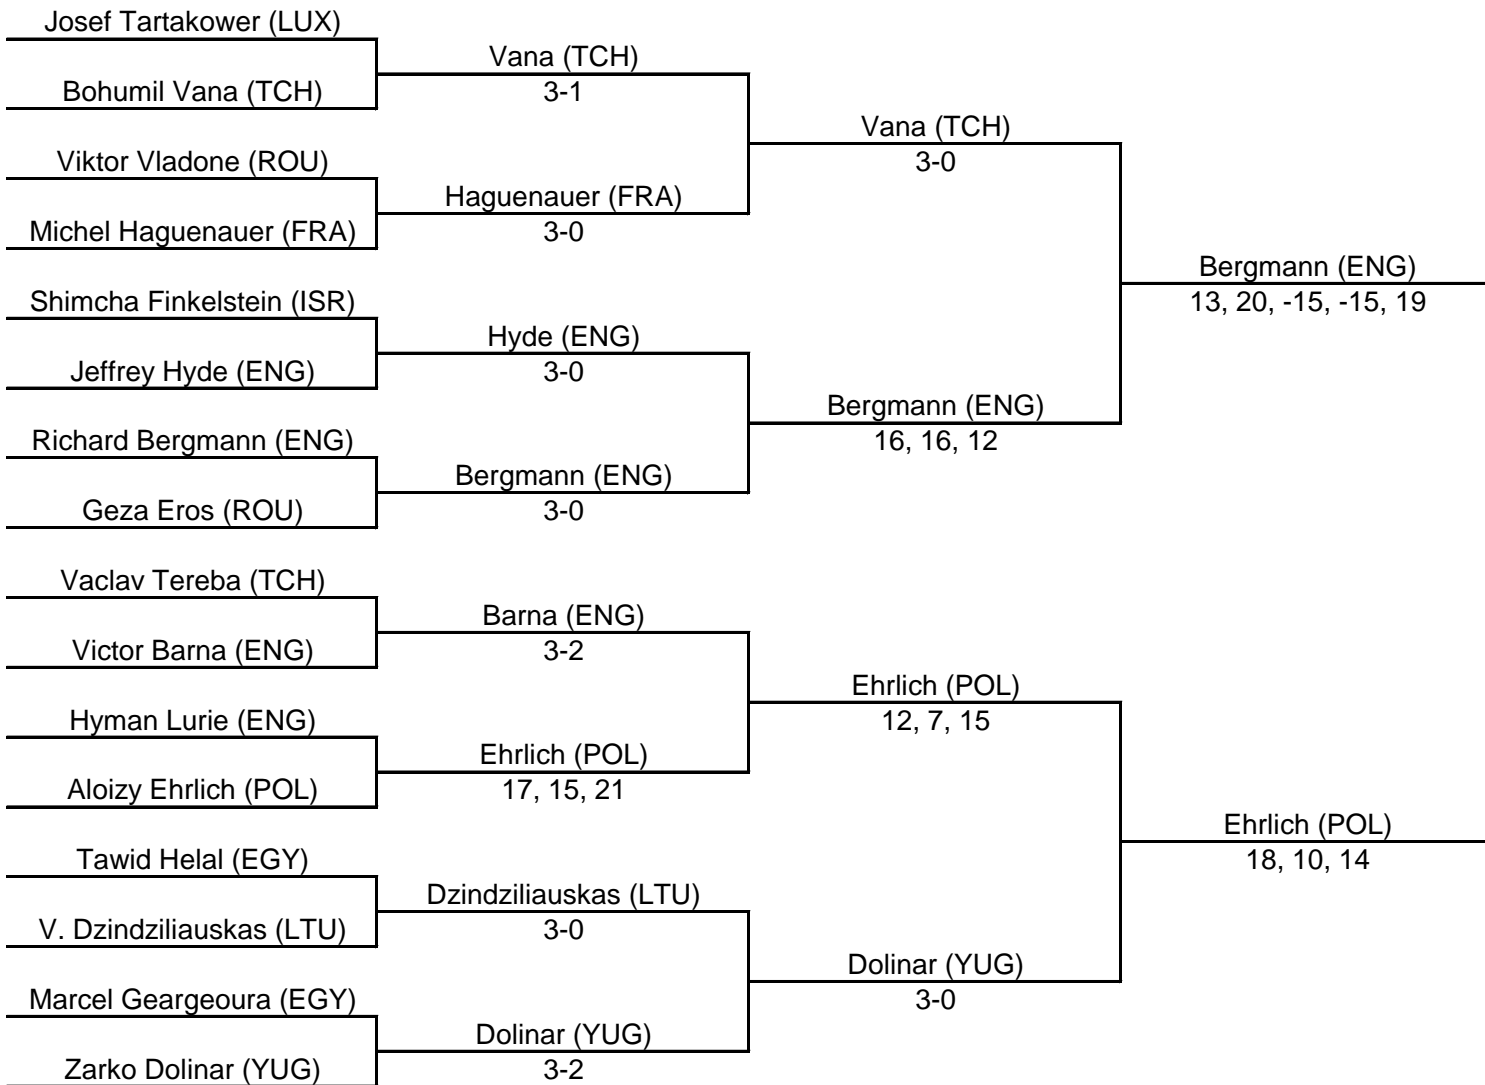 Josef Tartakower (LUX)
Bohumil Vana (TCH)
Viktor Vladone (ROU)
Michel Haguenauer (FRA)
Shimcha Finkelstein (ISR)
Jeffrey Hyde (ENG)
Richard Bergmann (ENG)
Geza Eros (ROU)
Vaclav Tereba (TCH)
Victor Barna (ENG)
Hyman Lurie (ENG)
Aloizy Ehrlich (POL)
Tawid Helal (EGY)
V. Dzindziliauskas (LTU)
Marcel Geargeoura (EGY)
Zarko Dolinar (YUG)
Vana (TCH)
3-1
Haguenauer (FRA)
3-0
Hyde (ENG)
3-0
Bergmann (ENG)
3-0
Barna (ENG)
3-2
Ehrlich (POL)
17, 15, 21
Dzindziliauskas (LTU)
3-0
Dolinar (YUG)
3-2
Vana (TCH)
3-0
Bergmann (ENG)
16, 16, 12
Ehrlich (POL)
12, 7, 15
Dolinar (YUG)
3-0
Bergmann (ENG)
13, 20, -15, -15, 19
Ehrlich (POL)
18, 10, 14